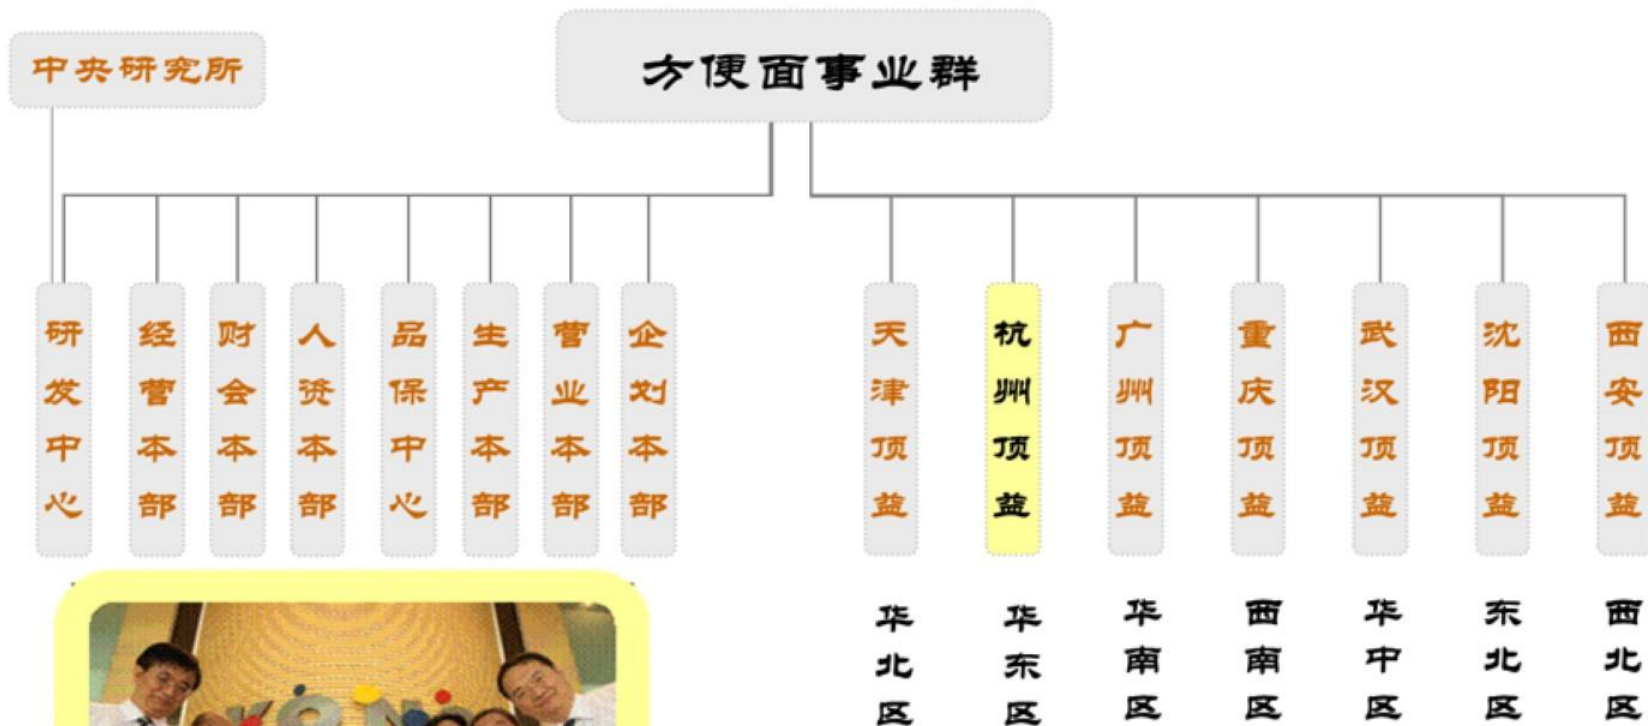 中央研究所
方便面事业群
研发中心
经营本部
财会本部
人资本部
品保中心
生产本部
营业本部
企划本部
天津顶益
杭州顶益
广州顶益
重庆顶益
武汉顶益
沈阳顶益
西安顶益
华北区
华东区
华南区
西南区
华中区
东北区
西北区